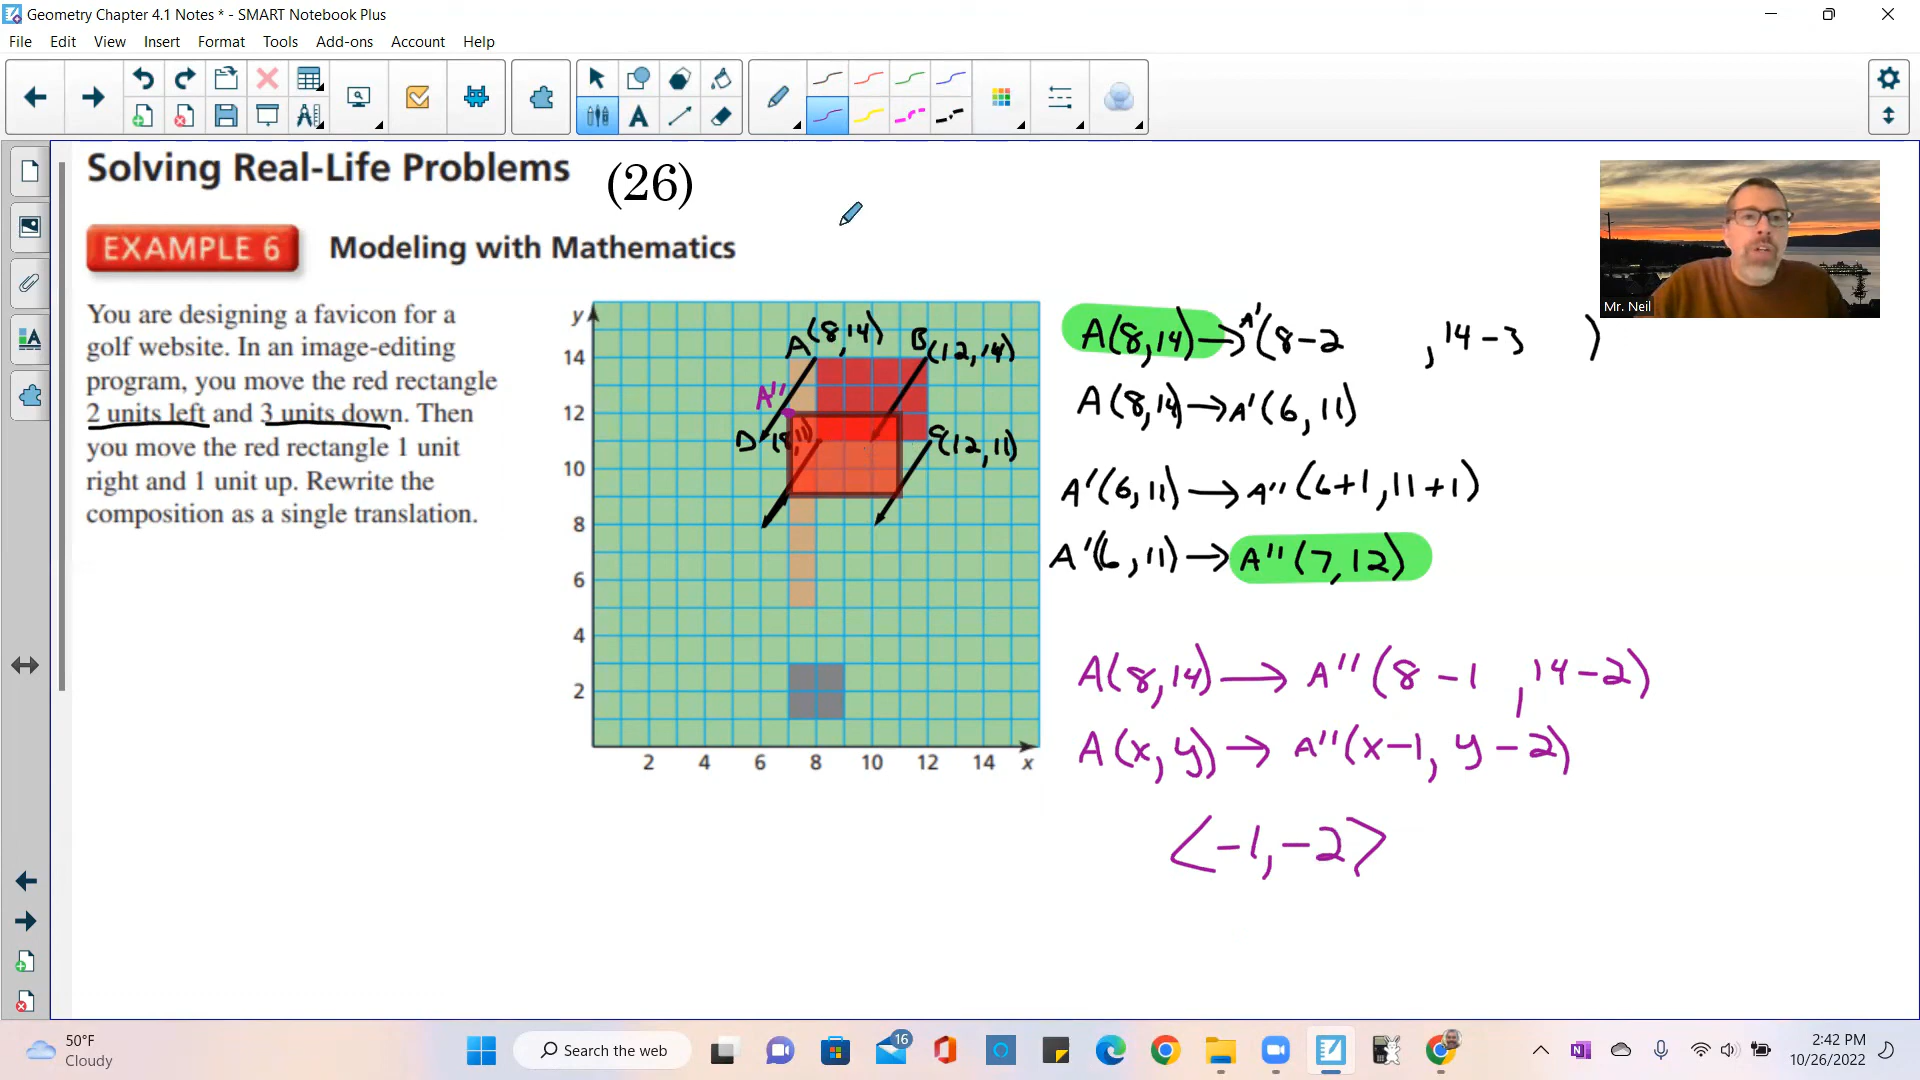 Geometry Chapter 4.1 Notes * - SMART Notebook Plus
File Edit View Insert Format Tools Add-ons Account Help
Solving Real-Life Problems (26)
EXAMPLE 6 Modeling with Mathematics
You are designing a favicon for a
golf website. In an image-editing
program, you move the red rectangle
2 units left and 3 units down. Then
you move the red rectangle 1 unit
right and 1 unit up. Rewrite the
composition as a single translation.
y
14
12
10
8
6
4
2
2 4 6 8 10 12 14 x
A(8,14)
B(12,14)
A''
D(8,11)
C(12,11)
A(8,14)→A'(8-2 ,14-3 )
A(8,14)→A'(6,11)
A'(6,11)→A''(6+1,11+1)
A'(6,11)→A''(7,12)
A(8,14)→A''(8-1 ,14-2)
A(x,y)→A''(x-1, y-2)
<-1,-2>
Mr. Neil
50°F
Cloudy
Search the web
16
2:42 PM
10/26/2022